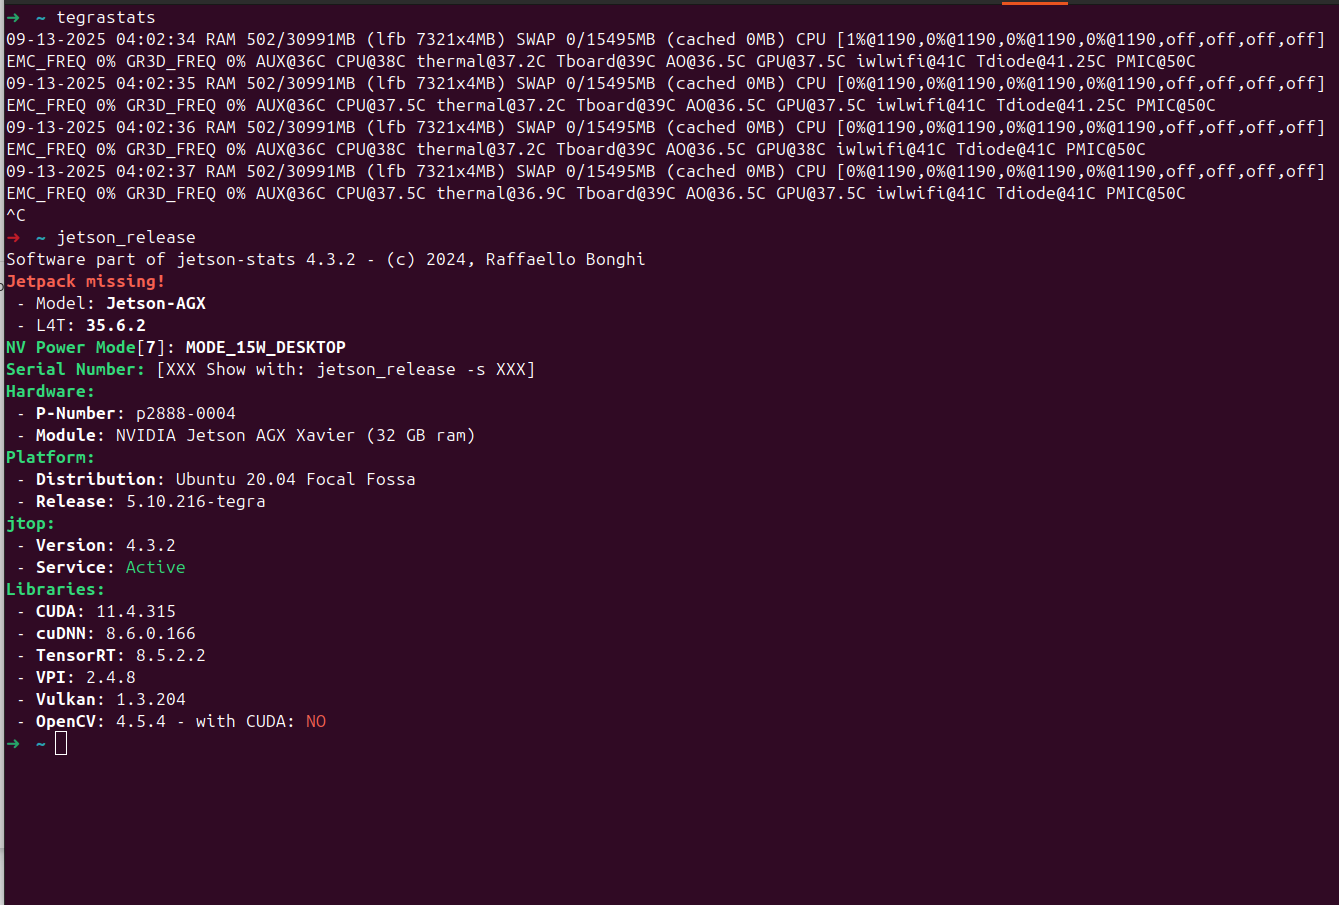 ➜ ~ tegrastats
09-13-2025 04:02:34 RAM 502/30991MB (lfb 7321x4MB) SWAP 0/15495MB (cached 0MB) CPU [1%@1190,0%@1190,0%@1190,0%@1190,off,off,off,off]
EMC_FREQ 0% GR3D_FREQ 0% AUX@36C CPU@38C thermal@37.2C Tboard@39C AO@36.5C GPU@37.5C iwlwifi@41C Tdiode@41.25C PMIC@50C
09-13-2025 04:02:35 RAM 502/30991MB (lfb 7321x4MB) SWAP 0/15495MB (cached 0MB) CPU [0%@1190,0%@1190,0%@1190,0%@1190,off,off,off,off]
EMC_FREQ 0% GR3D_FREQ 0% AUX@36C CPU@37.5C thermal@37.2C Tboard@39C AO@36.5C GPU@37.5C iwlwifi@41C Tdiode@41.25C PMIC@50C
09-13-2025 04:02:36 RAM 502/30991MB (lfb 7321x4MB) SWAP 0/15495MB (cached 0MB) CPU [0%@1190,0%@1190,0%@1190,0%@1190,off,off,off,off]
EMC_FREQ 0% GR3D_FREQ 0% AUX@36C CPU@38C thermal@37.2C Tboard@39C AO@36.5C GPU@38C iwlwifi@41C Tdiode@41C PMIC@50C
09-13-2025 04:02:37 RAM 502/30991MB (lfb 7321x4MB) SWAP 0/15495MB (cached 0MB) CPU [0%@1190,0%@1190,0%@1190,0%@1190,off,off,off,off]
EMC_FREQ 0% GR3D_FREQ 0% AUX@36C CPU@37.5C thermal@36.9C Tboard@39C AO@36.5C GPU@37.5C iwlwifi@41C Tdiode@41C PMIC@50C
^C
➜ ~ jetson_release
Software part of jetson-stats 4.3.2 - (c) 2024, Raffaello Bonghi
Jetpack missing!
 - Model: Jetson-AGX
 - L4T: 35.6.2
NV Power Mode[7]: MODE_15W_DESKTOP
Serial Number: [XXX Show with: jetson_release -s XXX]
Hardware:
 - P-Number: p2888-0004
 - Module: NVIDIA Jetson AGX Xavier (32 GB ram)
Platform:
 - Distribution: Ubuntu 20.04 Focal Fossa
 - Release: 5.10.216-tegra
jtop:
 - Version: 4.3.2
 - Service: Active
Libraries:
 - CUDA: 11.4.315
 - cuDNN: 8.6.0.166
 - TensorRT: 8.5.2.2
 - VPI: 2.4.8
 - Vulkan: 1.3.204
 - OpenCV: 4.5.4 - with CUDA: NO
➜ ~